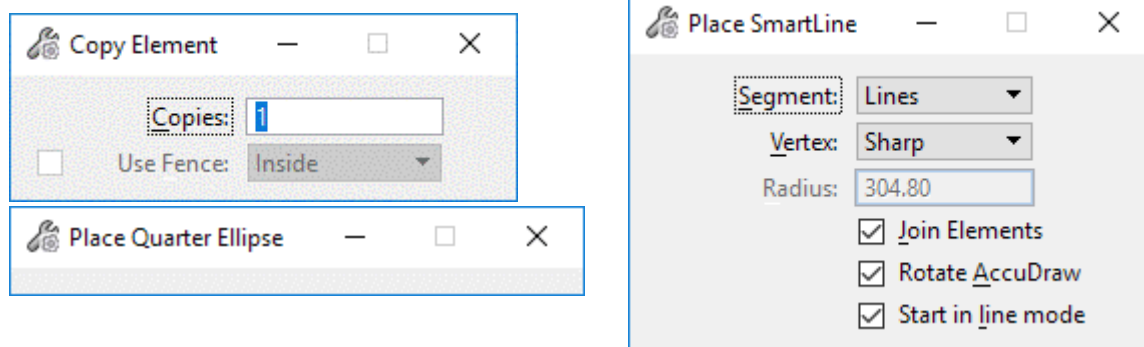 Copy Element
Copies: 1
Use Fence: Inside
Place Quarter Ellipse
Place SmartLine
Segment: Lines
Vertex: Sharp
Radius: 304.80
Join Elements
Rotate AccuDraw
Start in line mode